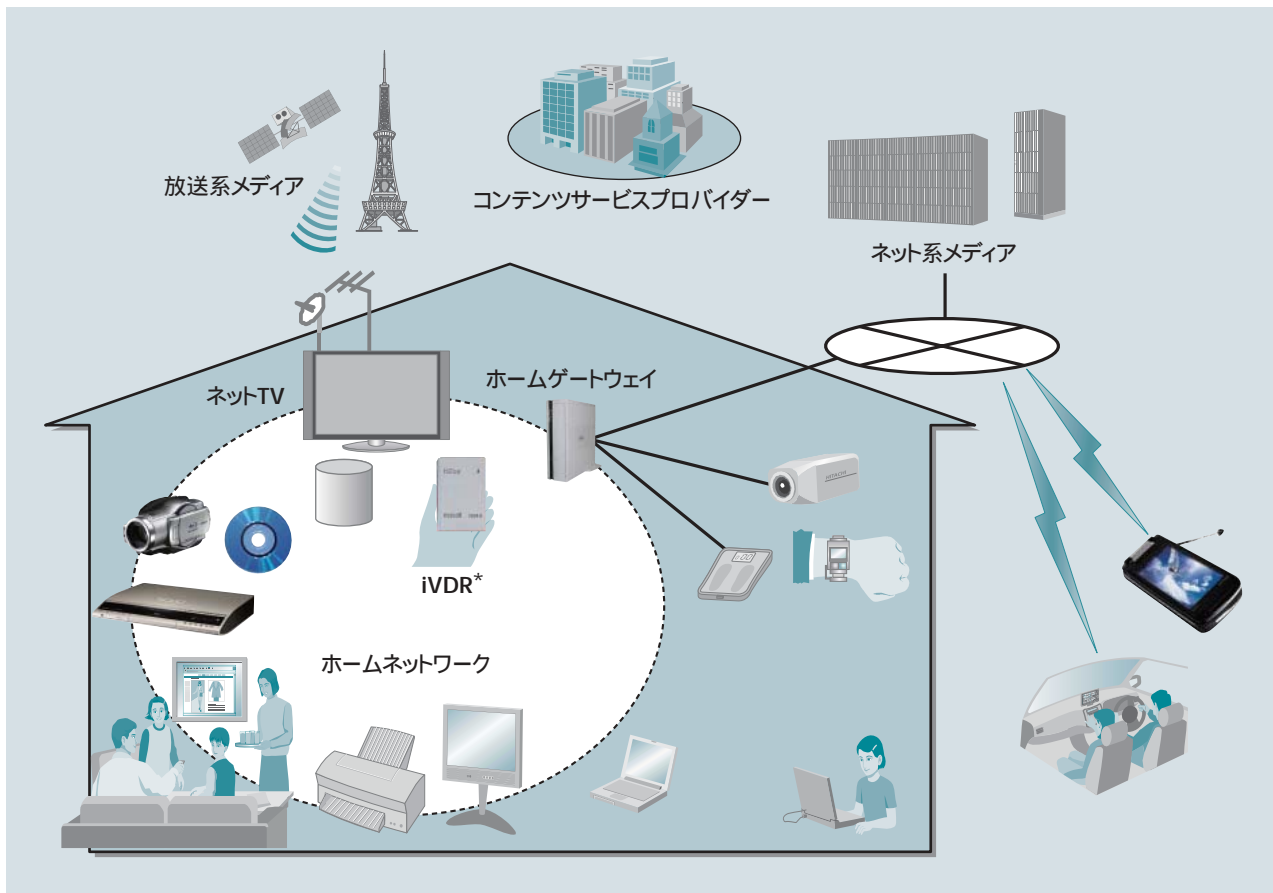 放送系メディア
コンテンツサービスプロバイダー
ネット系メディア
ネットTV
ホームゲートウェイ
HITACHI
iVDR*
ホームネットワーク